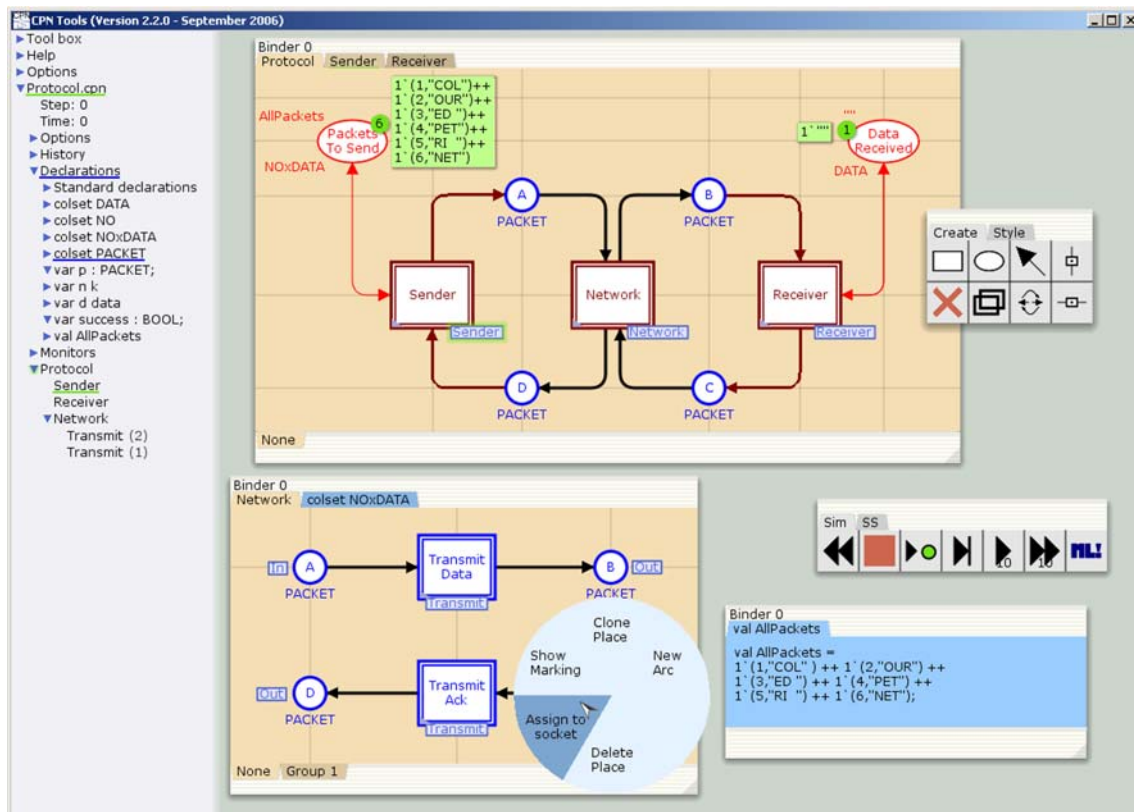 CPN Tools (Version 2.2.0 - September 2006)
Tool box
Help
Options
Protocol.cpn
Step: 0
Time: 0
Options
History
Declarations
Standard declarations
colset DATA
colset NO
colset NOxDATA
colset PACKET
var p : PACKET;
var n k
var d data
var success : BOOL;
val AllPackets
Monitors
Protocol
Sender
Receiver
Network
Transmit (2)
Transmit (1)
Binder 0
Protocol Sender Receiver
AllPackets
Packets
To Send
NOxDATA
6
1`(1,"COL")++
1`(2,"OUR")++
1`(3,"ED ")++
1`(4,"PET")++
1`(5,"RI  ")++
1`(6,"NET")
1`""
1
""
Data
Received
DATA
A
PACKET
B
PACKET
Sender
Sender
Network
Network
Receiver
Receiver
D
PACKET
C
PACKET
None
Create Style
Binder 0
Network colset NOxDATA
In
A
PACKET
Transmit
Data
Transmit
B
Out
PACKET
Out
D
PACKET
Transmit
Ack
Transmit
Clone
Place
Show
Marking
New
Arc
Assign to
socket
Delete
Place
None Group 1
Sim SS
10
10
ML!
Binder 0
val AllPackets
val AllPackets =
1`(1,"COL" ) ++ 1`(2,"OUR") ++
1`(3,"ED ") ++ 1`(4,"PET") ++
1`(5,"RI  ") ++ 1`(6,"NET");